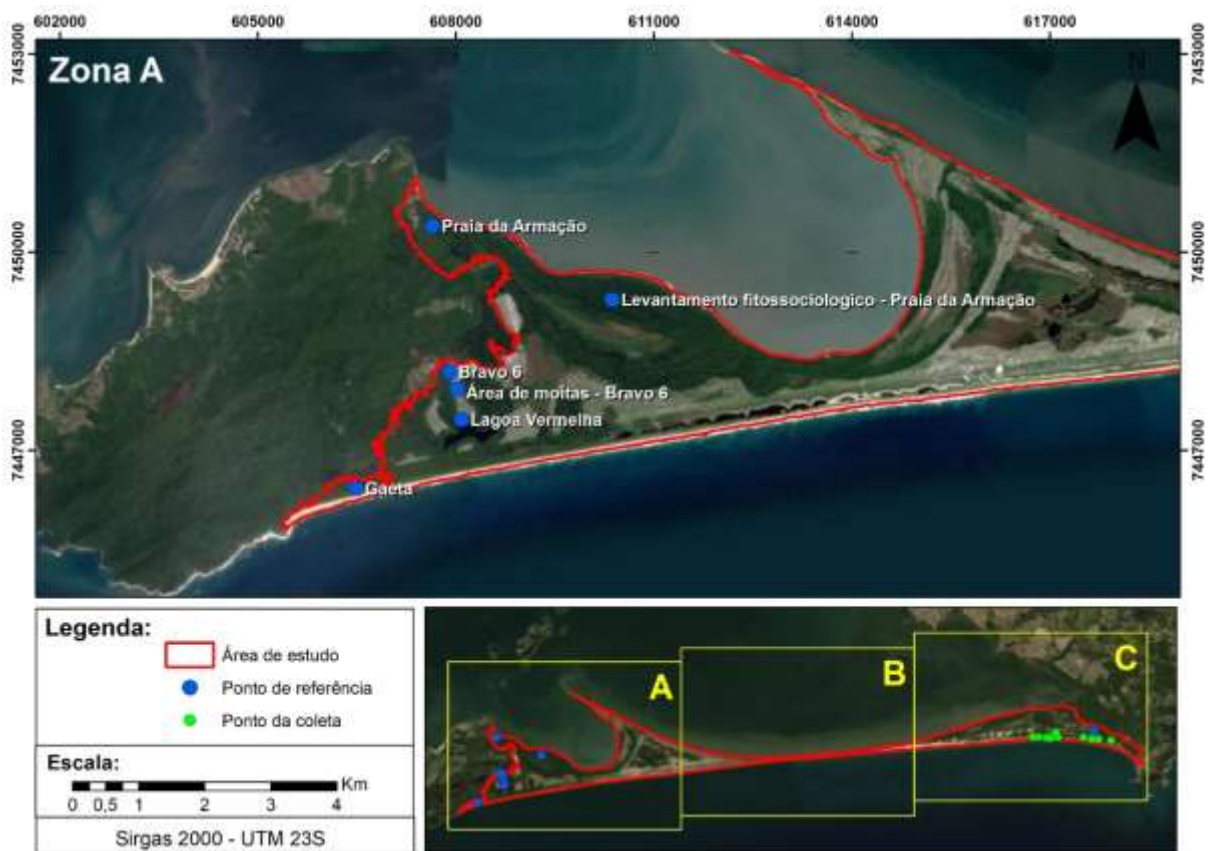 602000 605000 608000 611000 614000 617000
7453000 7453000
Zona A
N
Praia da Armação
7450000 7450000
Levantamento fitossociologico - Praia da Armação
Bravo 6
Área de moitas - Bravo 6
Lagoa Vermelha
7447000 7447000
Gaeta
Legenda:
Área de estudo
Ponto de referência
Ponto da coleta
Escala:
Km
0 0,5 1 2 3 4
Sirgas 2000 - UTM 23S
A
B
C